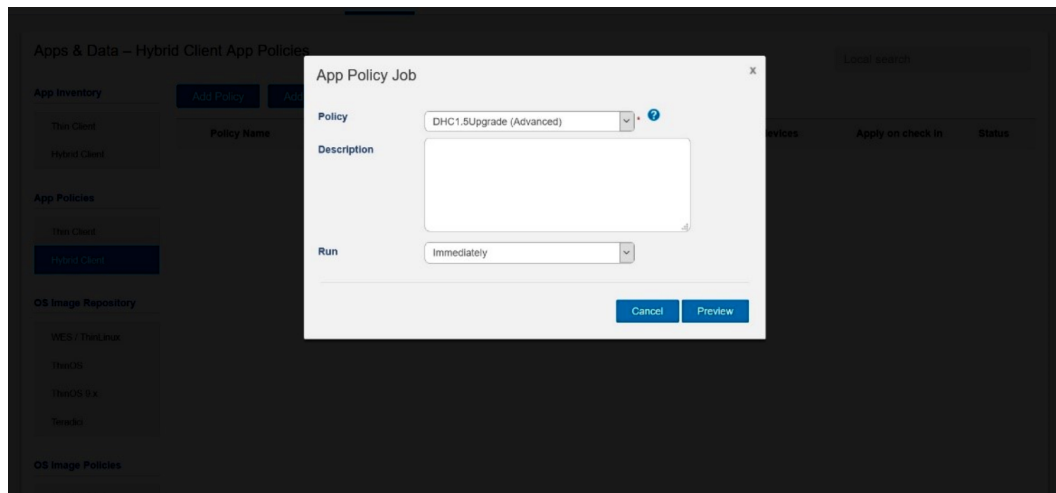 Apps & Data – Hybrid Client App Policies
Local search
App Inventory
Thin Client
Hybrid Client
App Policies
Thin Client
Hybrid Client
OS Image Repository
WES / ThinLinux
ThinOS
ThinOS 9.x
Teradici
OS Image Policies
Add Policy
Add
Policy Name
evices
Apply on check in
Status
App Policy Job
x
Policy
DHC1.5Upgrade (Advanced)
* ?
Description
Run
Immediately
Cancel
Preview